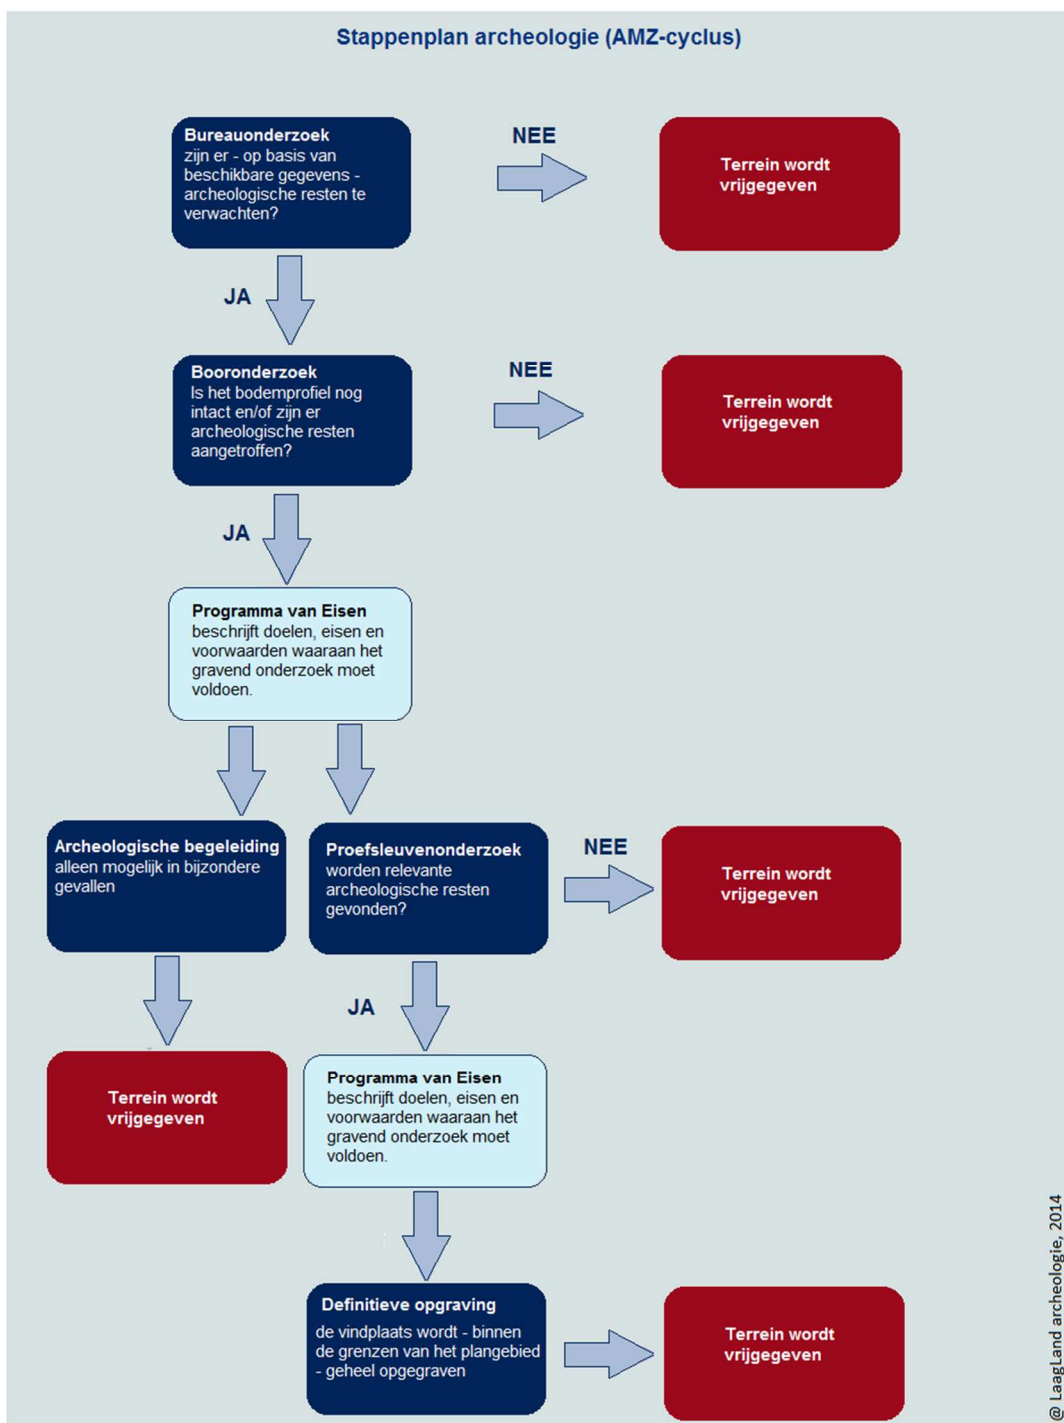 Stappenplan archeologie (AMZ-cyclus)
Bureauonderzoek
zijn er - op basis van
beschikbare gegevens -
archeologische resten te
verwachten?
NEE
Terrein wordt
vrijgegeven
JA
Booronderzoek
Is het bodemprofiel nog
intact en/of zijn er
archeologische resten
aangetroffen?
NEE
Terrein wordt
vrijgegeven
JA
Programma van Eisen
beschrijft doelen, eisen en
voorwaarden waaraan het
gravend onderzoek moet
voldoen.
Archeologische begeleiding
alleen mogelijk in bijzondere
gevallen
Proefsleuvenonderzoek
worden relevante
archeologische resten
gevonden?
NEE
Terrein wordt
vrijgegeven
JA
Terrein wordt
vrijgegeven
Programma van Eisen
beschrijft doelen, eisen en
voorwaarden waaraan het
gravend onderzoek moet
voldoen.
Definitieve opgraving
de vindplaats wordt - binnen
de grenzen van het plangebied
- geheel opgegraven
Terrein wordt
vrijgegeven
@ LaagLand archeologie, 2014